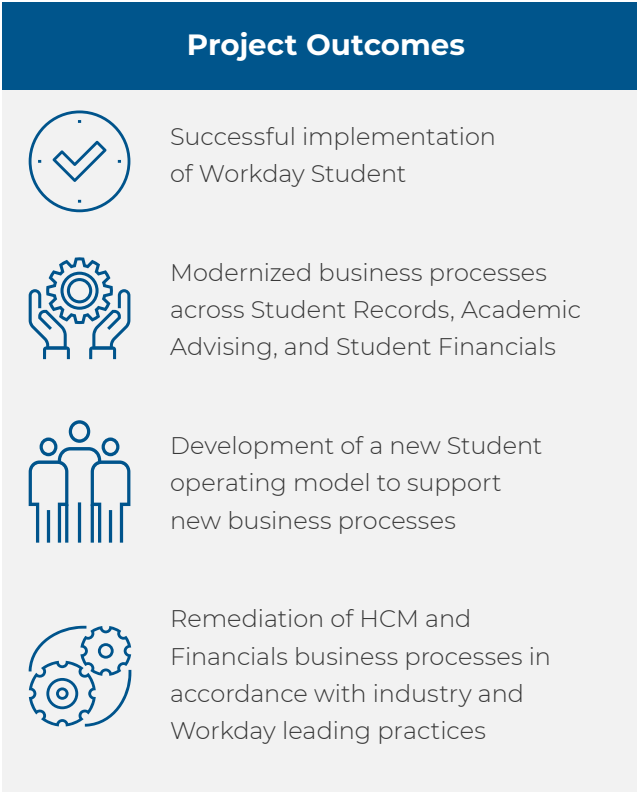 Project Outcomes
Successful implementation
of Workday Student
Modernized business processes
across Student Records, Academic
Advising, and Student Financials
Development of a new Student
operating model to support
new business processes
Remediation of HCM and
Financials business processes in
accordance with industry and
Workday leading practices